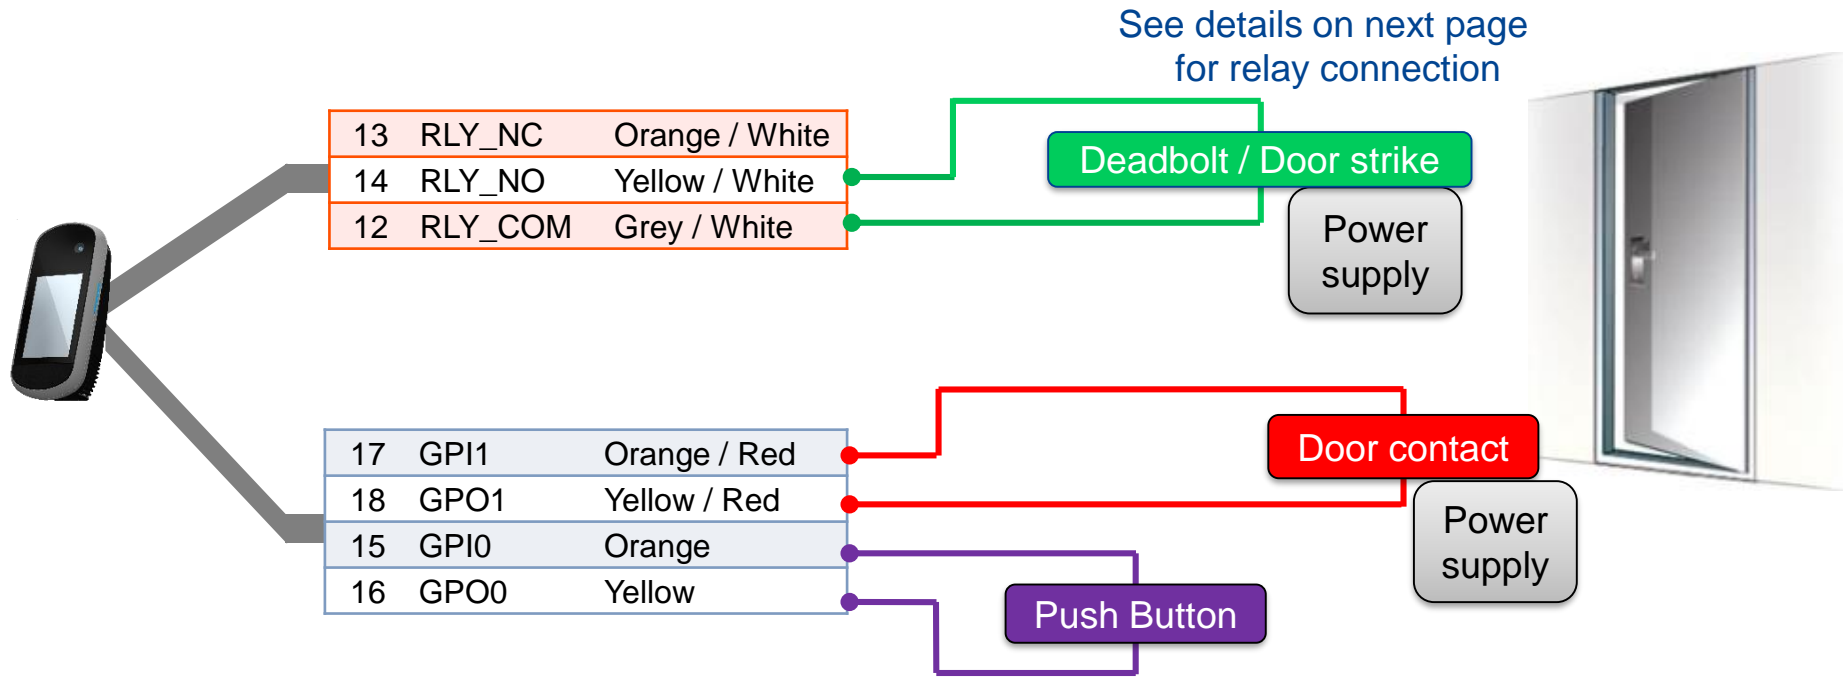 See details on next page
for relay connection
13 RLY_NC Orange / White
14 RLY_NO Yellow / White
12 RLY_COM Grey / White
Deadbolt / Door strike
Power
supply
17 GPI1 Orange / Red
18 GPO1 Yellow / Red
15 GPI0 Orange
16 GPO0 Yellow
Door contact
Power
supply
Push Button